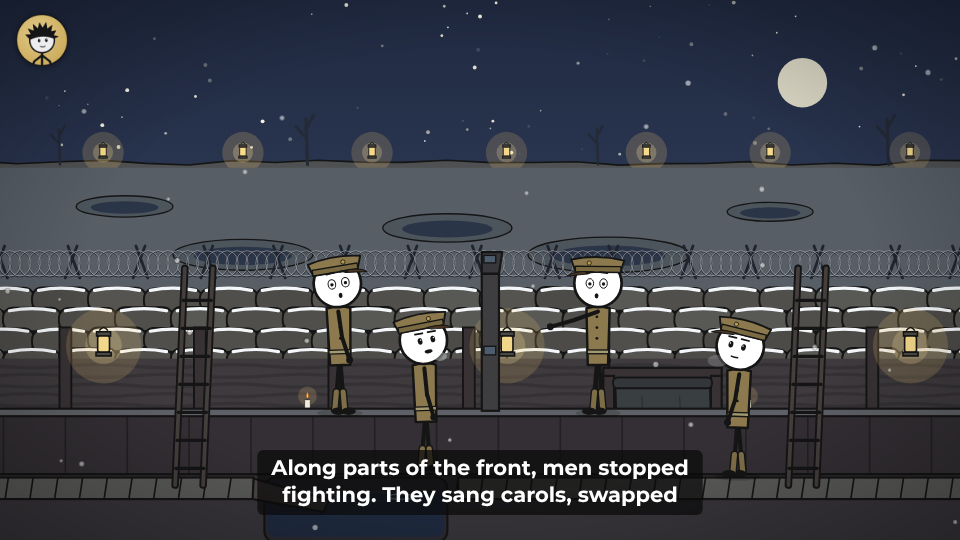 Along parts of the front, men stopped
fighting. They sang carols, swapped